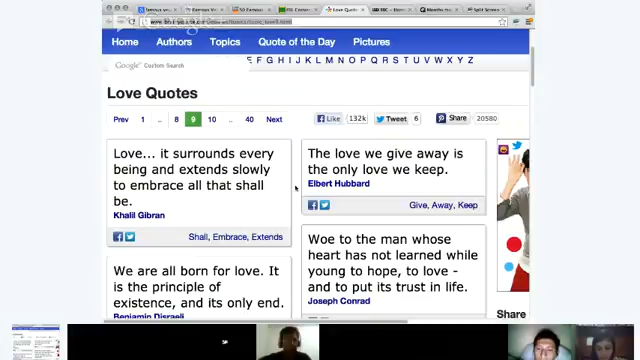 Love Quotes
Home Authors Topics Quote of the Day Pictures
Google Custom Search
E F G H I J K L M N O P Q R S T U V W X Y Z
Love Quotes
Prev 1 .. 8 9 10 .. 40 Next
Like 132k Tweet 6 Share 20580
Love... it surrounds every
being and extends slowly
to embrace all that shall
be.
Khalil Gibran
Shall, Embrace, Extends
The love we give away is
the only love we keep.
Elbert Hubbard
Give, Away, Keep
We are all born for love. It
is the principle of
existence, and its only end.
Benjamin Disraeli
Woe to the man whose
heart has not learned while
young to hope, to love -
and to put its trust in life.
Joseph Conrad
Share